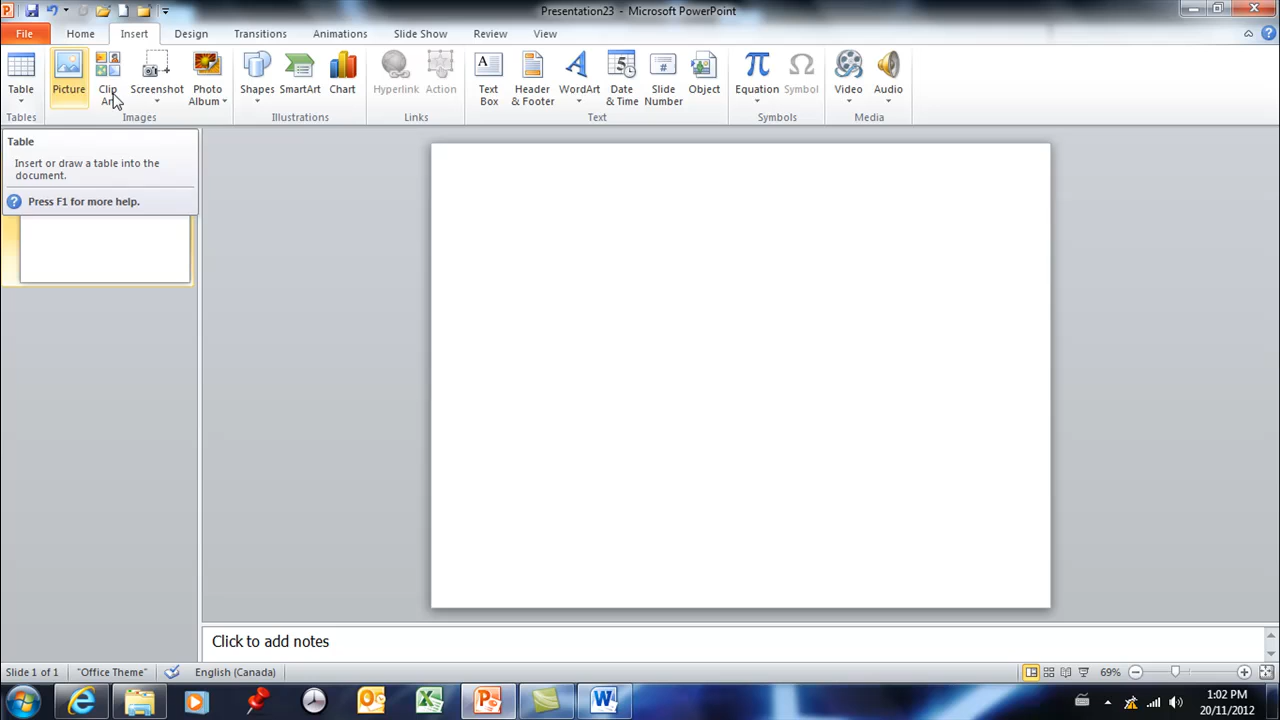 Presentation23 - Microsoft PowerPoint
File Home Insert Design Transitions Animations Slide Show Review View
Table Picture Clip Art Screenshot Photo Album Shapes SmartArt Chart Hyperlink Action Text Box Header & Footer WordArt Date & Time Slide Number Object Equation Symbol Video Audio
Tables Images Illustrations Links Text Symbols Media
Table
Insert or draw a table into the
document.
Press F1 for more help.
Click to add notes
Slide 1 of 1 "Office Theme" English (Canada) 69%
1:02 PM
20/11/2012